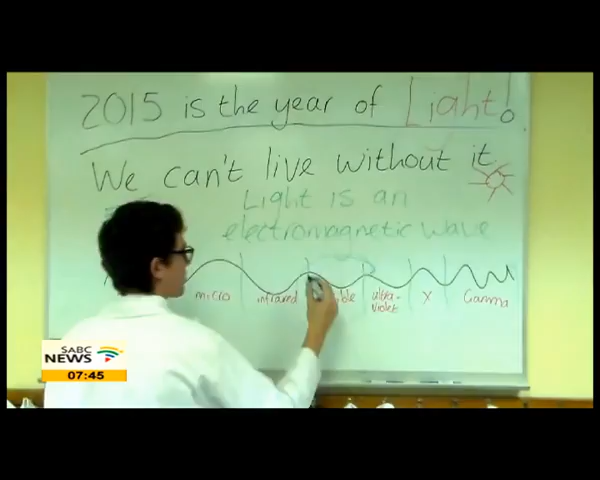 2015 is the year of Light!
We can't live without it
Light is an
electromagnetic wave
micro infrared ultra- X Gamma
violet
SABC
NEWS
07:45